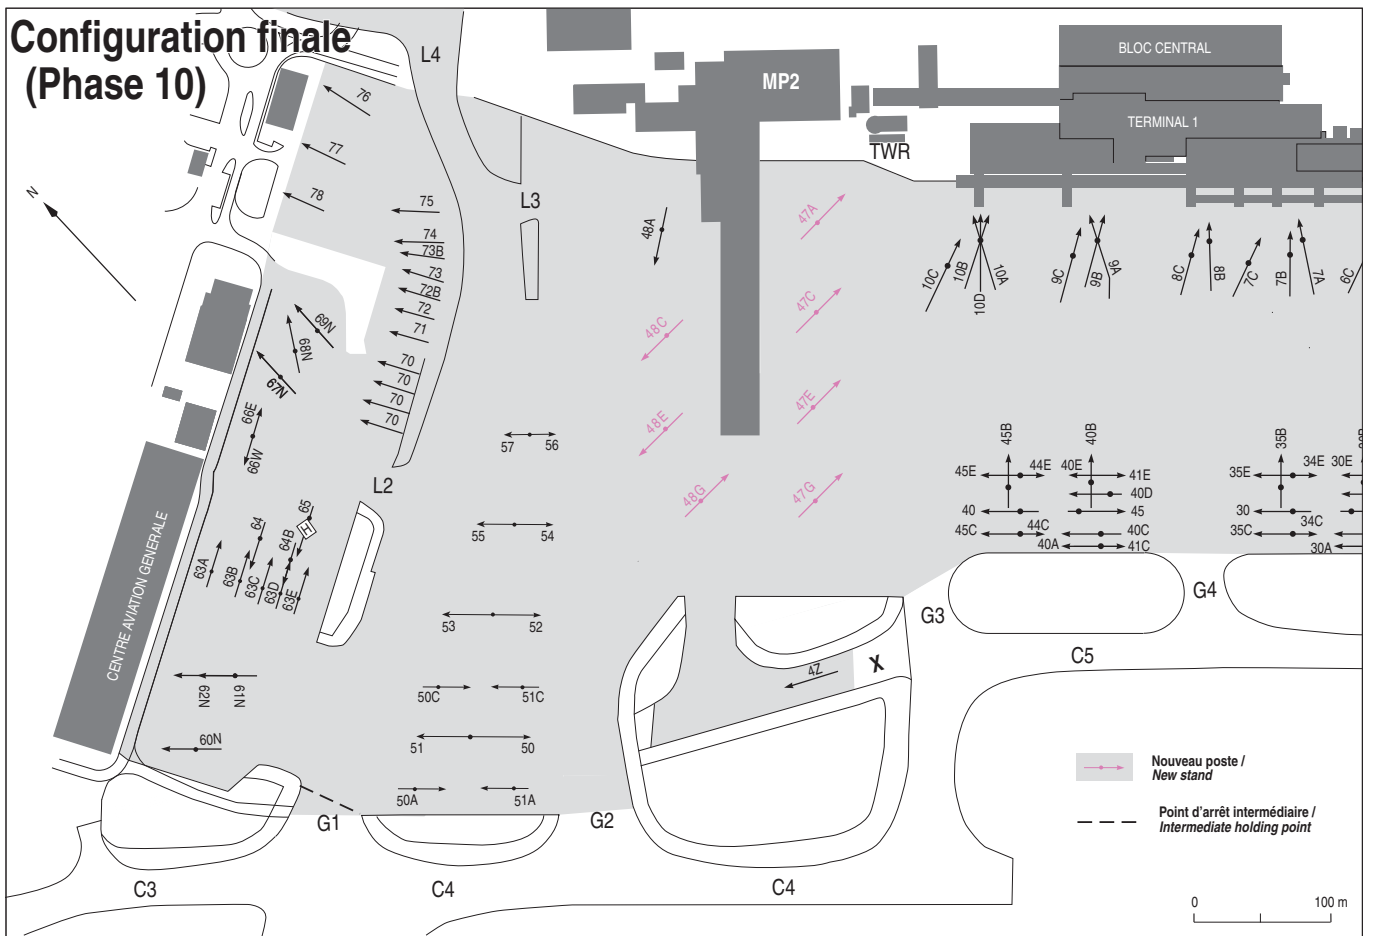 Configuration finale
(Phase 10)
L4
MP2
BLOC CENTRAL
TERMINAL 1
TWR
N
76
77
78
75
74
73B
73
72B
72
71
70
70
70
70
L3
48A
47A
47C
47E
47G
48C
48E
48G
10C
10B
10D
10A
9C
9B
9A
8C
8B
7C
7B
7A
6C
69N
68N
67N
66E
66W
57
56
L2
65
H
64
64B
63A
63B
63C
63D
63E
55
54
45B
40B
35B
45E
44E
40E
41E
40D
40
45
45C
44C
40C
40A
41C
35E
34E
30E
30
34C
35C
30A
CENTRE AVIATION GENERALE
53
52
G3
G4
C5
X
4Z
62N
61N
50C
51C
60N
51
50
50A
51A
G1
G2
C3
C4
C4
Nouveau poste /
New stand
Point d'arrêt intermédiaire /
Intermediate holding point
0
100 m